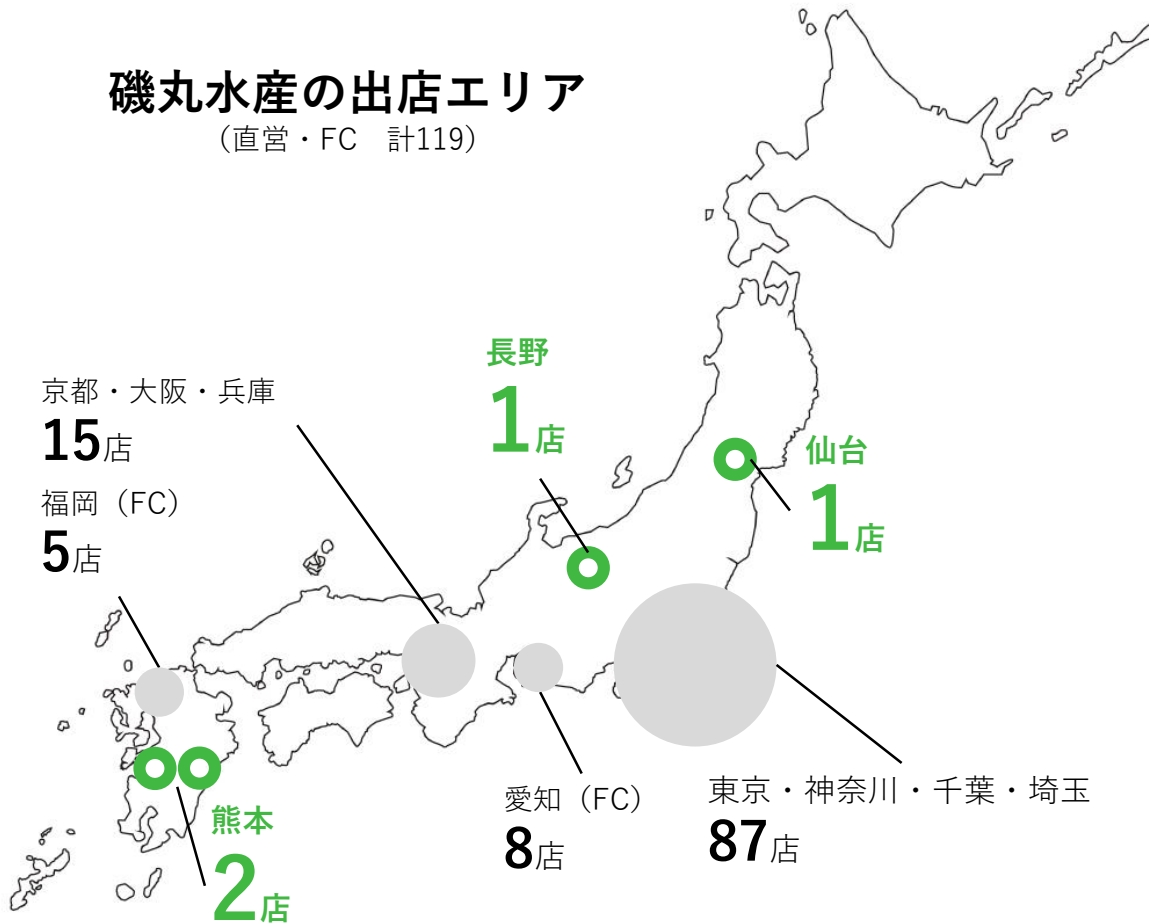 磯丸水産の出店エリア
（直営・FC　計119）
長野
1店
京都・大阪・兵庫
15店
仙台
1店
福岡（FC）
5店
愛知（FC）
8店
東京・神奈川・千葉・埼玉
87店
熊本
2店